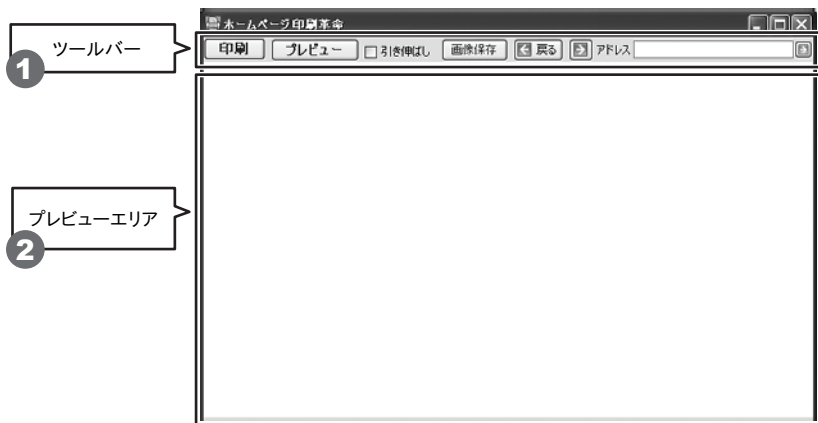 ホームページ印刷革命
ツールバー
1
印刷 プレビュー 引き伸ばし 画像保存 戻る アドレス
プレビューエリア
2